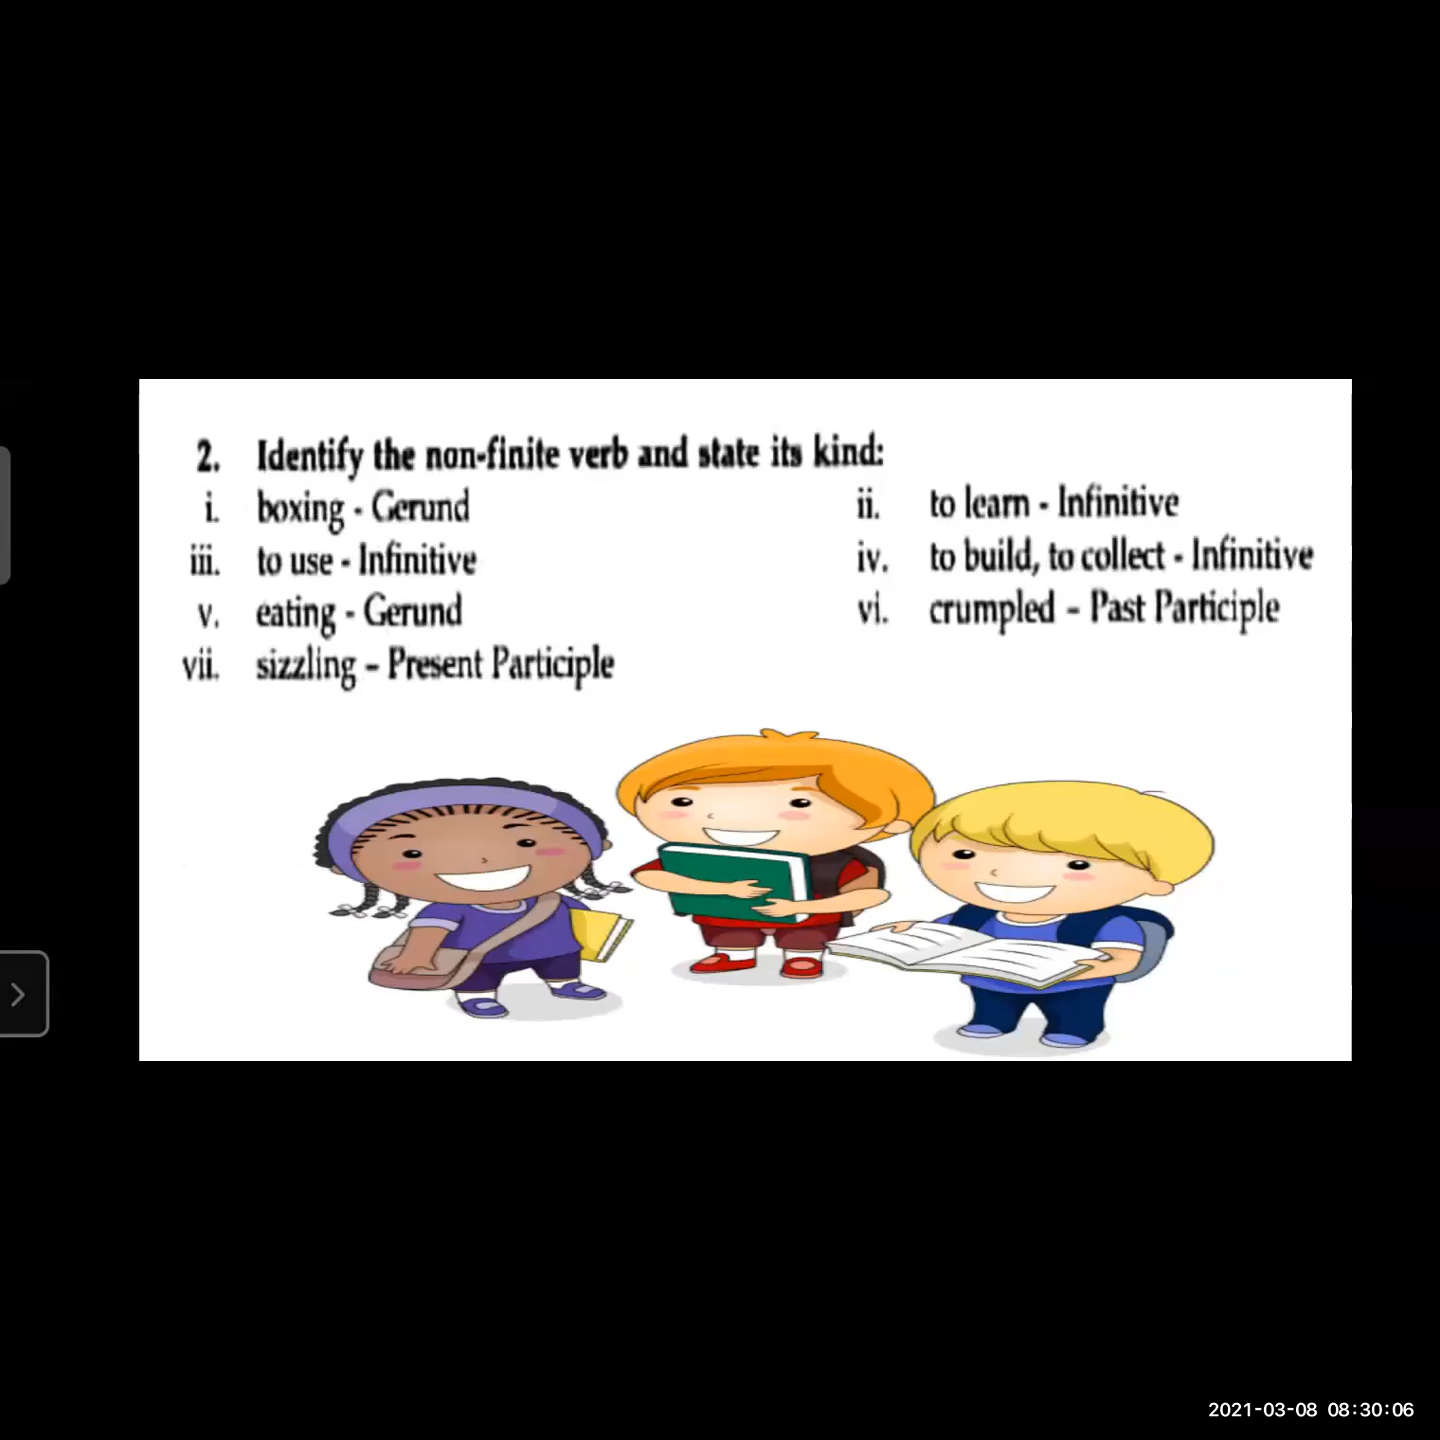 2. Identify the non-finite verb and state its kind:
i. boxing - Gerund
ii. to learn - Infinitive
iii. to use - Infinitive
iv. to build, to collect - Infinitive
v. eating - Gerund
vi. crumpled – Past Participle
vii. sizzling – Present Participle
2021-03-08 08:30:06